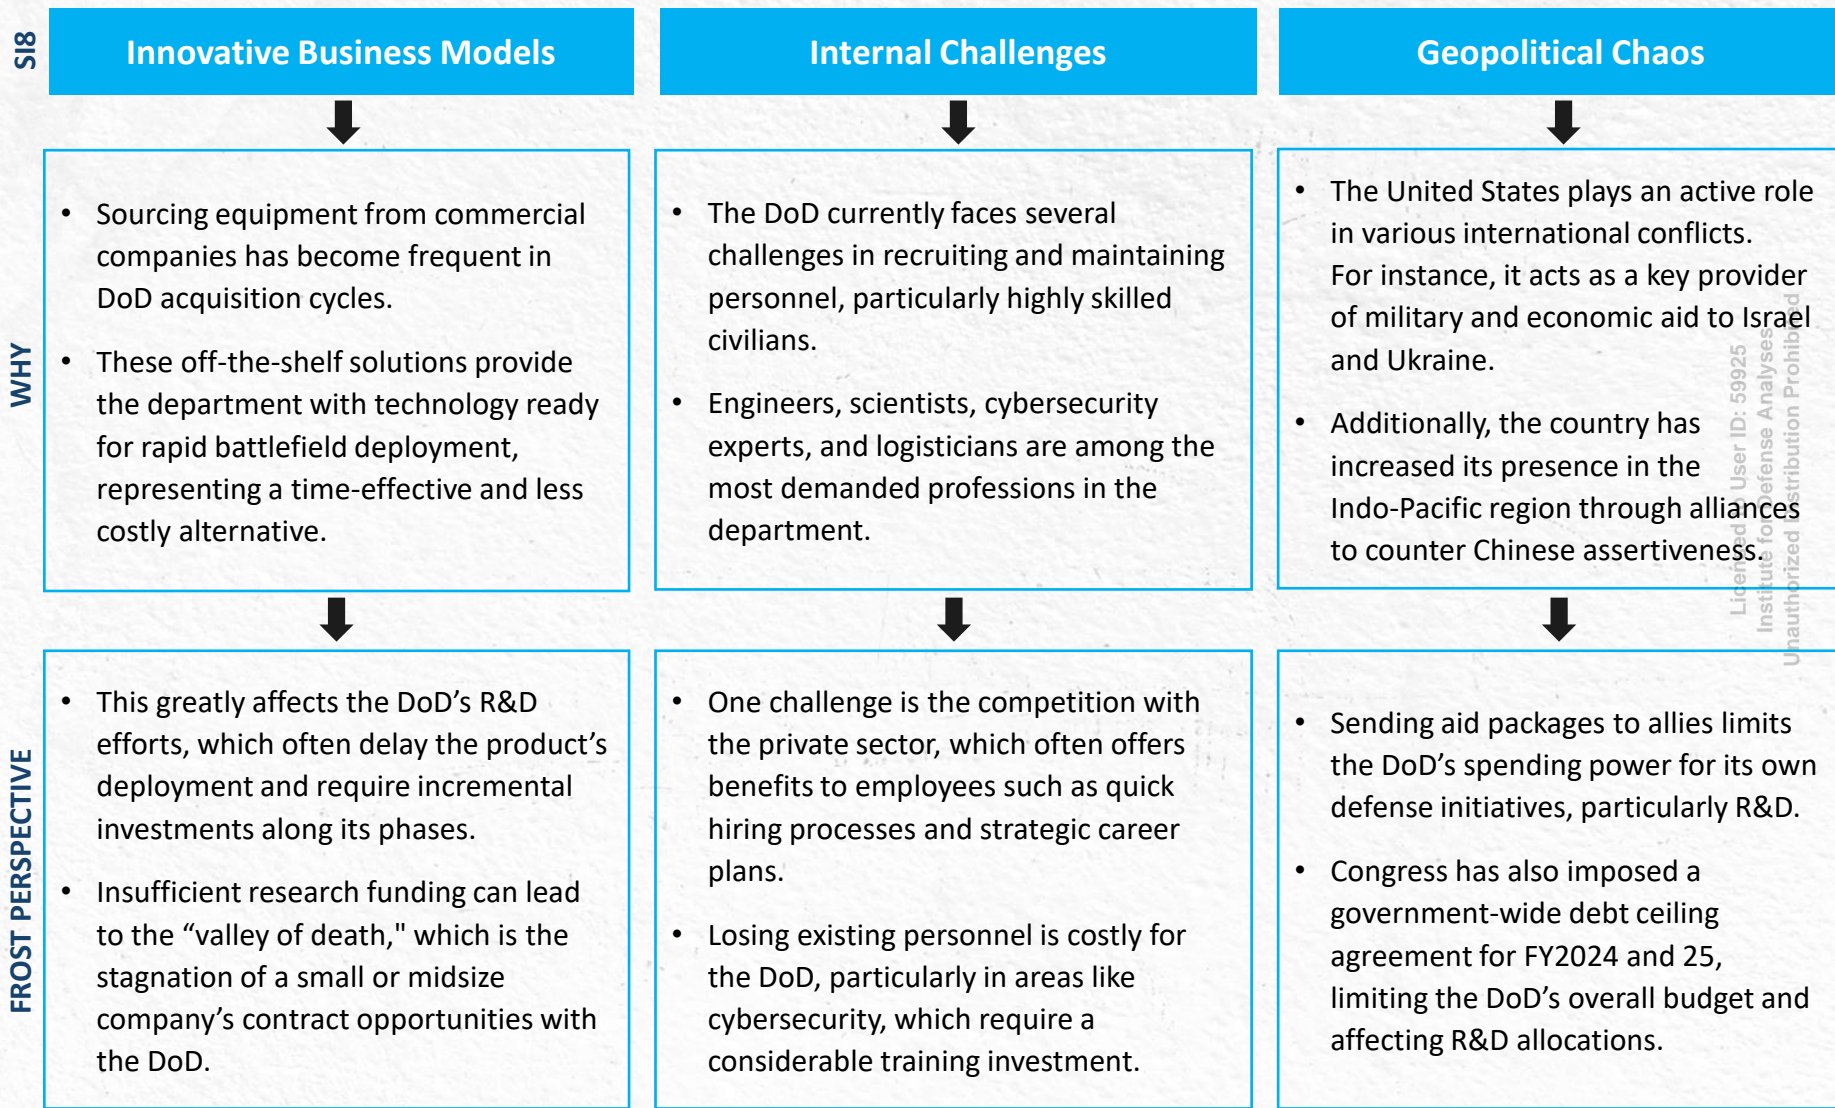 SI8
Innovative Business Models
Internal Challenges
Geopolitical Chaos
WHY
• Sourcing equipment from commercial
companies has become frequent in
DoD acquisition cycles.
• These off-the-shelf solutions provide
the department with technology ready
for rapid battlefield deployment,
representing a time-effective and less
costly alternative.
• The DoD currently faces several
challenges in recruiting and maintaining
personnel, particularly highly skilled
civilians.
• Engineers, scientists, cybersecurity
experts, and logisticians are among the
most demanded professions in the
department.
• The United States plays an active role
in various international conflicts.
For instance, it acts as a key provider
of military and economic aid to Israel
and Ukraine.
• Additionally, the country has
increased its presence in the
Indo-Pacific region through alliances
to counter Chinese assertiveness.
FROST PERSPECTIVE
• This greatly affects the DoD’s R&D
efforts, which often delay the product’s
deployment and require incremental
investments along its phases.
• Insufficient research funding can lead
to the “valley of death," which is the
stagnation of a small or midsize
company’s contract opportunities with
the DoD.
• One challenge is the competition with
the private sector, which often offers
benefits to employees such as quick
hiring processes and strategic career
plans.
• Losing existing personnel is costly for
the DoD, particularly in areas like
cybersecurity, which require a
considerable training investment.
• Sending aid packages to allies limits
the DoD’s spending power for its own
defense initiatives, particularly R&D.
• Congress has also imposed a
government-wide debt ceiling
agreement for FY2024 and 25,
limiting the DoD’s overall budget and
affecting R&D allocations.
Licensed to User ID: 59925
Institute for Defense Analyses
Unauthorized Distribution Prohibited